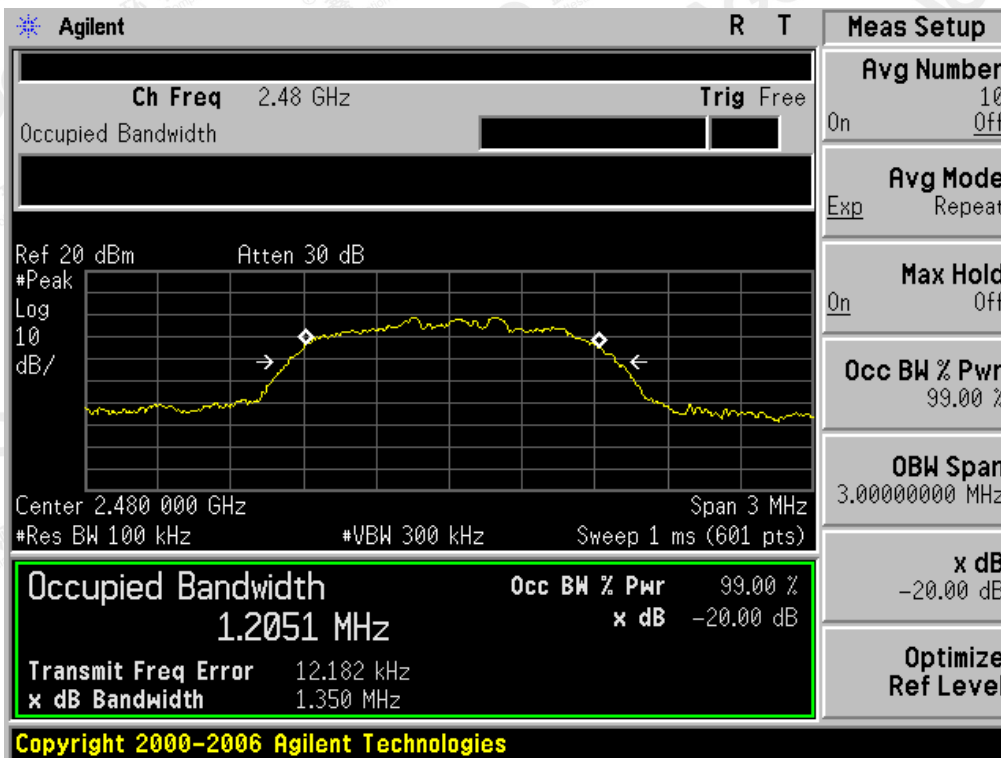 Agilent R T
Ch Freq 2.48 GHz Trig Free
Occupied Bandwidth
Ref 20 dBm Atten 30 dB
#Peak
Log
10
dB/
Center 2.480 000 GHz Span 3 MHz
#Res BW 100 kHz #VBW 300 kHz Sweep 1 ms (601 pts)
Occupied Bandwidth Occ BW % Pwr 99.00 %
1.2051 MHz x dB -20.00 dB
Transmit Freq Error 12.182 kHz
x dB Bandwidth 1.350 MHz
Copyright 2000-2006 Agilent Technologies
Meas Setup
Avg Number
10
On Off
Avg Mode
Exp Repeat
Max Hold
On Off
Occ BW % Pwr
99.00 %
OBW Span
3.00000000 MHz
x dB
-20.00 dB
Optimize
Ref Level